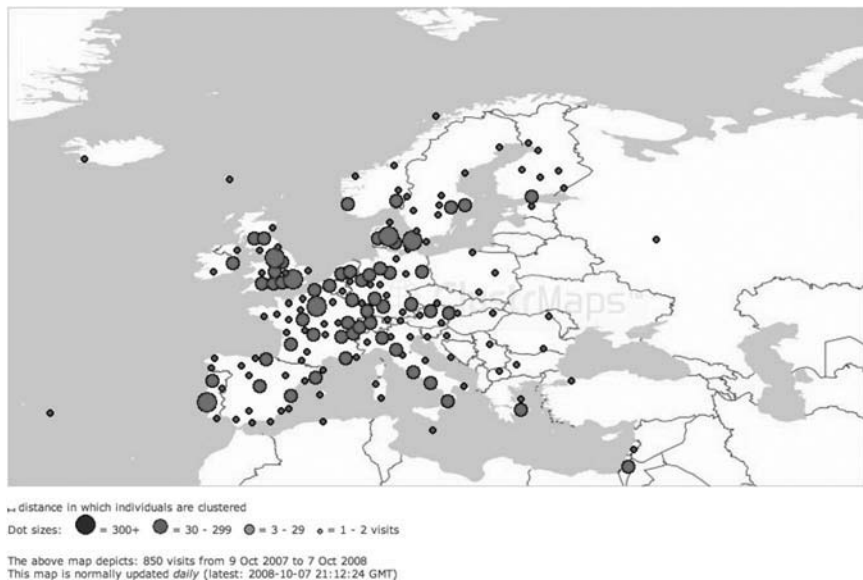 ClustrMaps™
distance in which individuals are clustered
Dot sizes: = 300+ = 30 - 299 = 3 - 29 = 1 - 2 visits
The above map depicts: 850 visits from 9 Oct 2007 to 7 Oct 2008
This map is normally updated daily (latest: 2008-10-07 21:12:24 GMT)